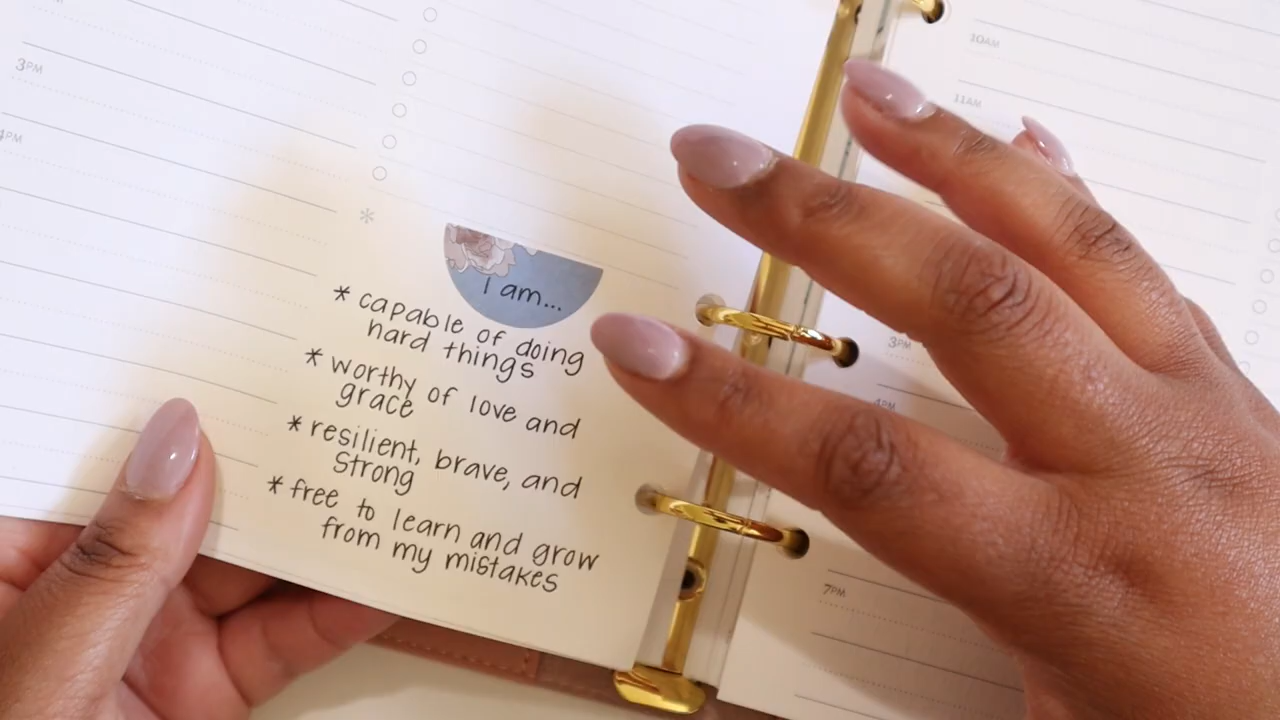 3PM
4PM
*
I am...
* capable of doing
hard things
* worthy of love and
grace
* resilient, brave, and
strong
* free to learn and grow
from my mistakes
10AM
11AM
3PM
4PM
7PM